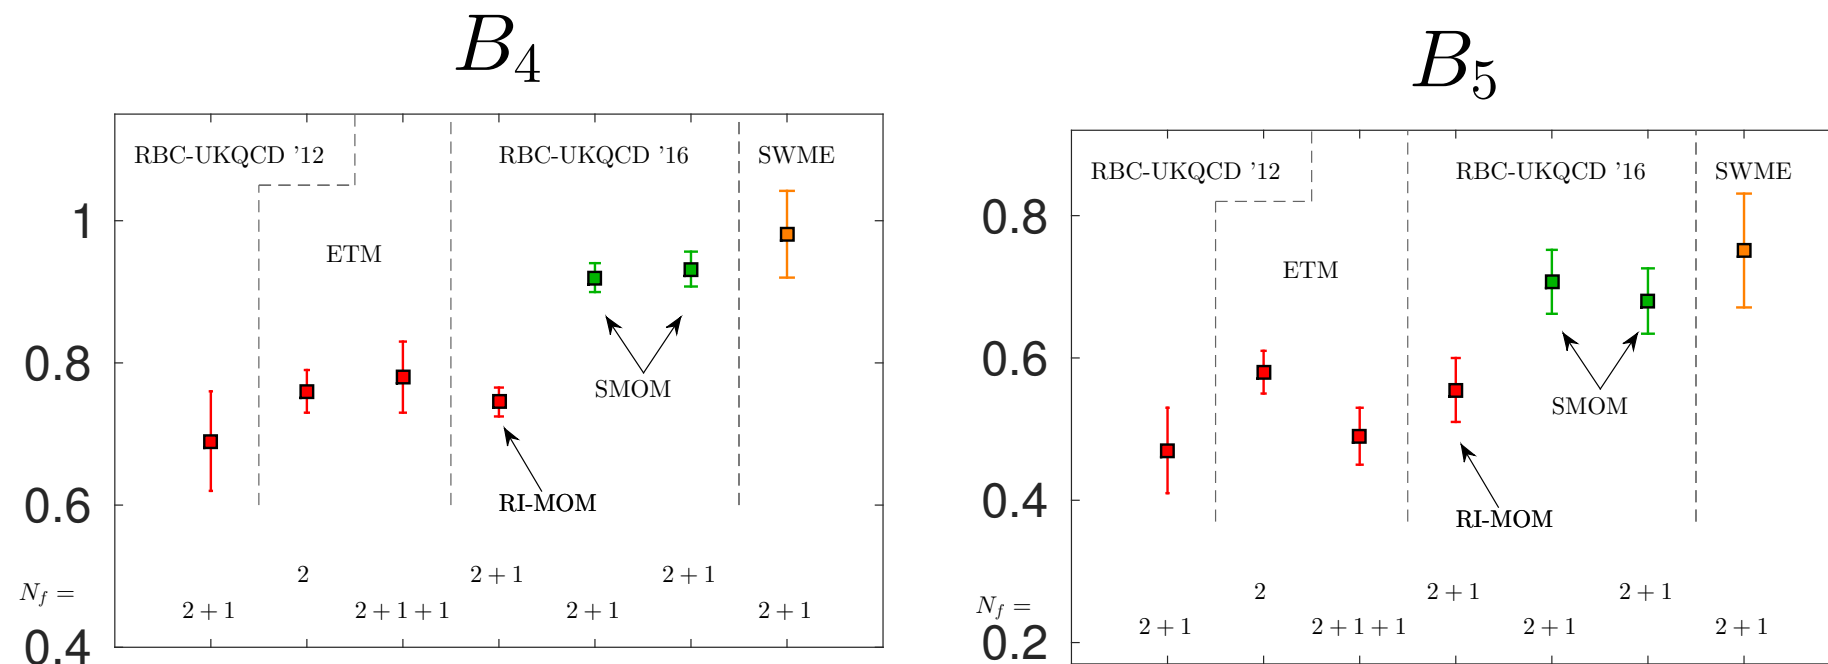 B4
RBC-UKQCD '12
RBC-UKQCD '16
SWME
1
ETM
0.8
SMOM
0.6
RI-MOM
2
2 + 1
2 + 1
N_f =
2 + 1
2 + 1 + 1
2 + 1
2 + 1
0.4
B5
RBC-UKQCD '12
RBC-UKQCD '16
SWME
0.8
ETM
0.6
SMOM
0.4
RI-MOM
2
2 + 1
2 + 1
N_f =
2 + 1
2 + 1 + 1
2 + 1
2 + 1
0.2